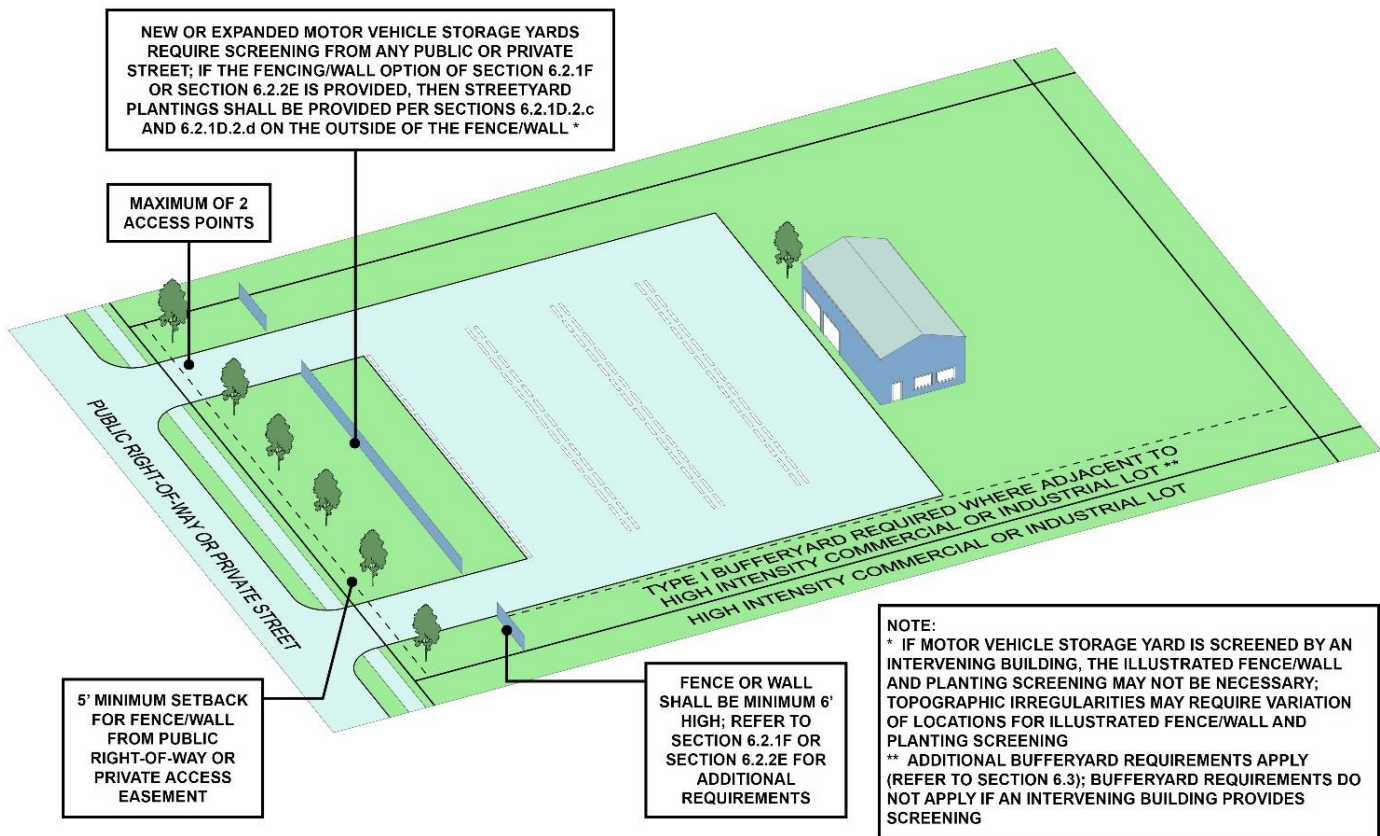 NEW OR EXPANDED MOTOR VEHICLE STORAGE YARDS
REQUIRE SCREENING FROM ANY PUBLIC OR PRIVATE
STREET; IF THE FENCING/WALL OPTION OF SECTION 6.2.1F
OR SECTION 6.2.2E IS PROVIDED, THEN STREETYARD
PLANTINGS SHALL BE PROVIDED PER SECTIONS 6.2.1D.2.c
AND 6.2.1D.2.d ON THE OUTSIDE OF THE FENCE/WALL *
MAXIMUM OF 2
ACCESS POINTS
PUBLIC RIGHT-OF-WAY OR PRIVATE STREET
TYPE I BUFFERYARD REQUIRED WHERE ADJACENT TO
HIGH INTENSITY COMMERCIAL OR INDUSTRIAL LOT **
HIGH INTENSITY COMMERCIAL OR INDUSTRIAL LOT
5' MINIMUM SETBACK
FOR FENCE/WALL
FROM PUBLIC
RIGHT-OF-WAY OR
PRIVATE ACCESS
EASEMENT
FENCE OR WALL
SHALL BE MINIMUM 6'
HIGH; REFER TO
SECTION 6.2.1F OR
SECTION 6.2.2E FOR
ADDITIONAL
REQUIREMENTS
NOTE:
* IF MOTOR VEHICLE STORAGE YARD IS SCREENED BY AN
INTERVENING BUILDING, THE ILLUSTRATED FENCE/WALL
AND PLANTING SCREENING MAY NOT BE NECESSARY;
TOPOGRAPHIC IRREGULARITIES MAY REQUIRE VARIATION
OF LOCATIONS FOR ILLUSTRATED FENCE/WALL AND
PLANTING SCREENING
** ADDITIONAL BUFFERYARD REQUIREMENTS APPLY
(REFER TO SECTION 6.3); BUFFERYARD REQUIREMENTS DO
NOT APPLY IF AN INTERVENING BUILDING PROVIDES
SCREENING